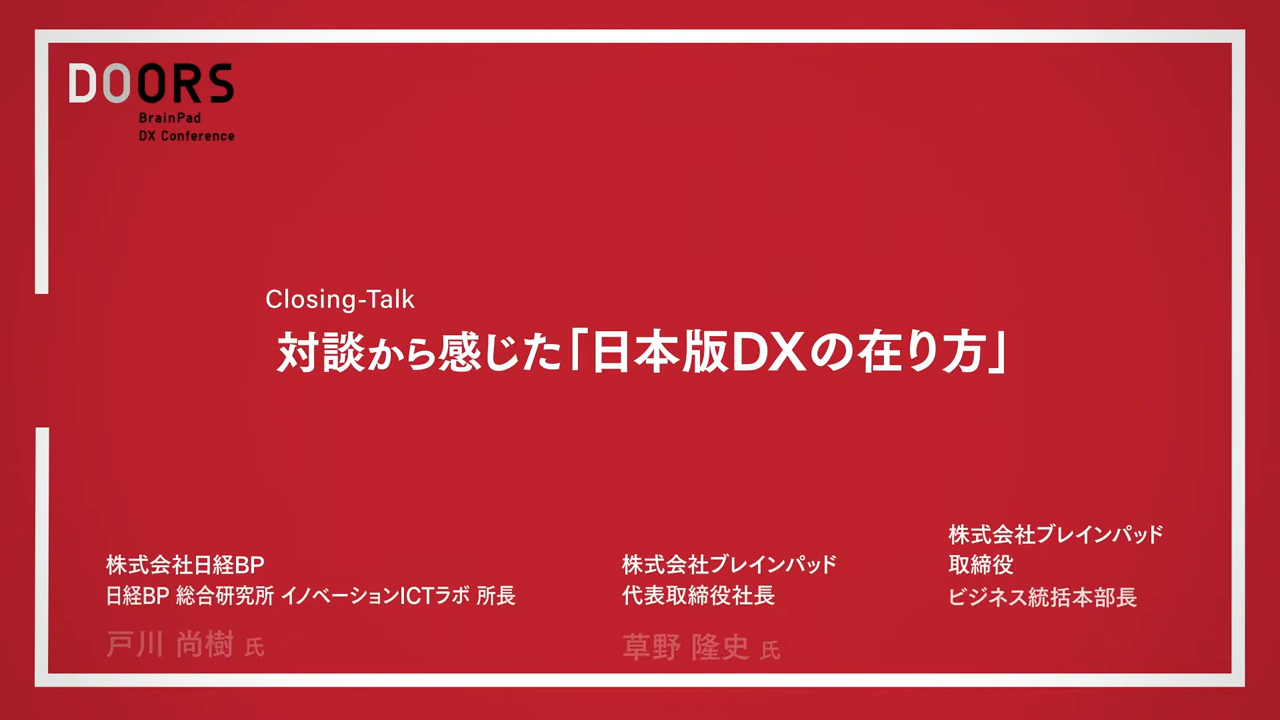 DOORS
BrainPad
DX Conference
Closing-Talk
対談から感じた「日本版DXの在り方」
株式会社日経BP
日経BP 総合研究所 イノベーションICTラボ 所長
戸川 尚樹 氏
株式会社ブレインパッド
代表取締役社長
草野 隆史 氏
株式会社ブレインパッド
取締役
ビジネス統括本部長